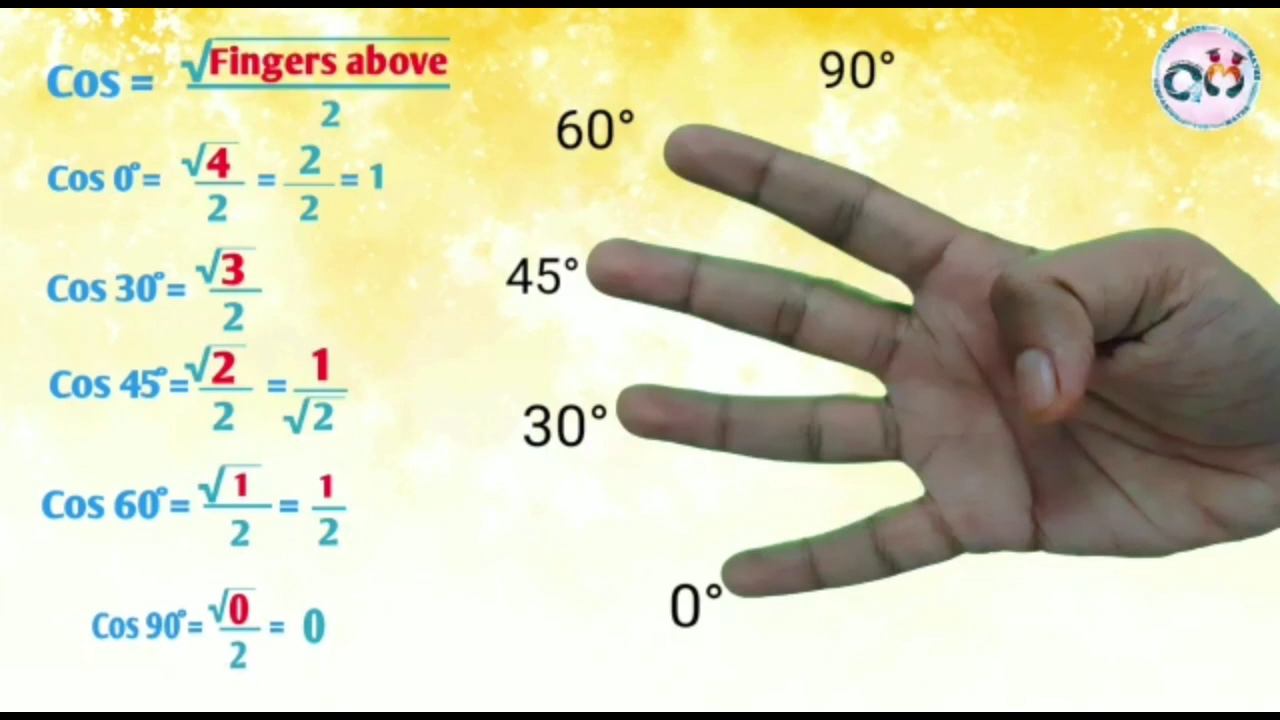 Cos = √Fingers above / 2
Cos 0° = √4 / 2 = 2 / 2 = 1
Cos 30° = √3 / 2
Cos 45° = √2 / 2 = 1 / √2
Cos 60° = √1 / 2 = 1 / 2
Cos 90° = √0 / 2 = 0
90°
60°
45°
30°
0°